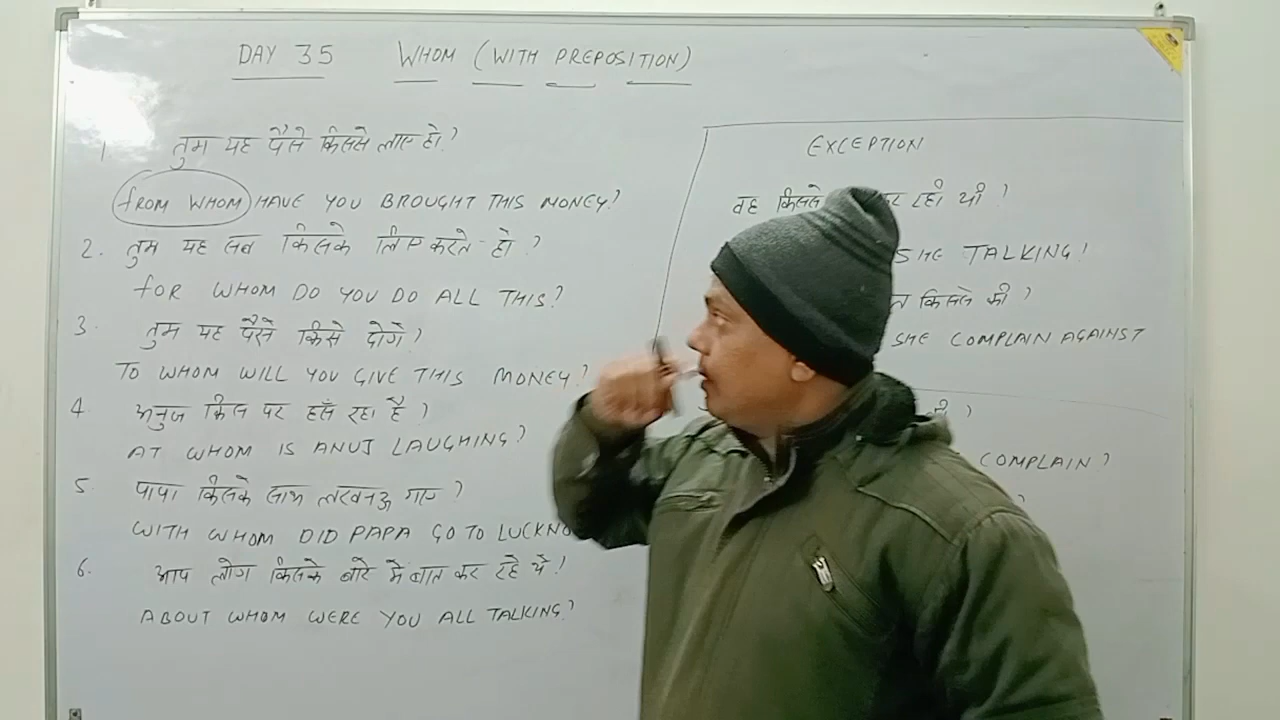 DAY 35 WHOM (WITH PREPOSITION)
1 तुम यह पैसे किससे लाए हो?
FROM WHOM HAVE YOU BROUGHT THIS MONEY?
2. तुम यह सब किसके लिए करते हो ?
FOR WHOM DO YOU DO ALL THIS?
3 तुम यह पैसे किसे दोगे?
TO WHOM WILL YOU GIVE THIS MONEY?
4 अनुज किस पर हँस रहा है ?
AT WHOM IS ANUJ LAUGHING?
5 पापा किसके साथ लखनऊ गए ?
WITH WHOM DID PAPA GO TO LUCKNO
6. आप लोग किसके बारे में बात कर रहे थे !
ABOUT WHOM WERE YOU ALL TALKING?
EXCEPTION
वह किससे रही थी ?
SHE TALKING!
किससे की ?
SHE COMPLAIN AGAINST
की ?
COMPLAIN?
?